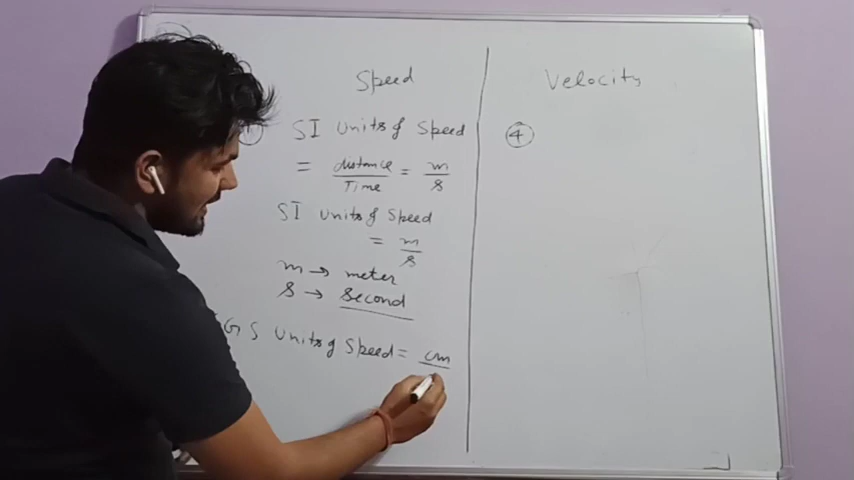 Speed
SI Units of Speed
= distance/Time = m/s
SI Units of Speed
= m/s
m → meter
s → second
GS Units of Speed = cm
Velocity
④